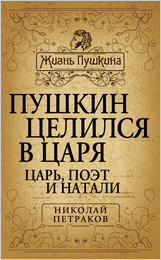 Жизнь Пушкина
ПУШКИН
ЦЕЛИЛСЯ
В ЦАРЯ
ЦАРЬ, ПОЭТ
И НАТАЛИ
НИКОЛАЙ
ПЕТРАКОВ